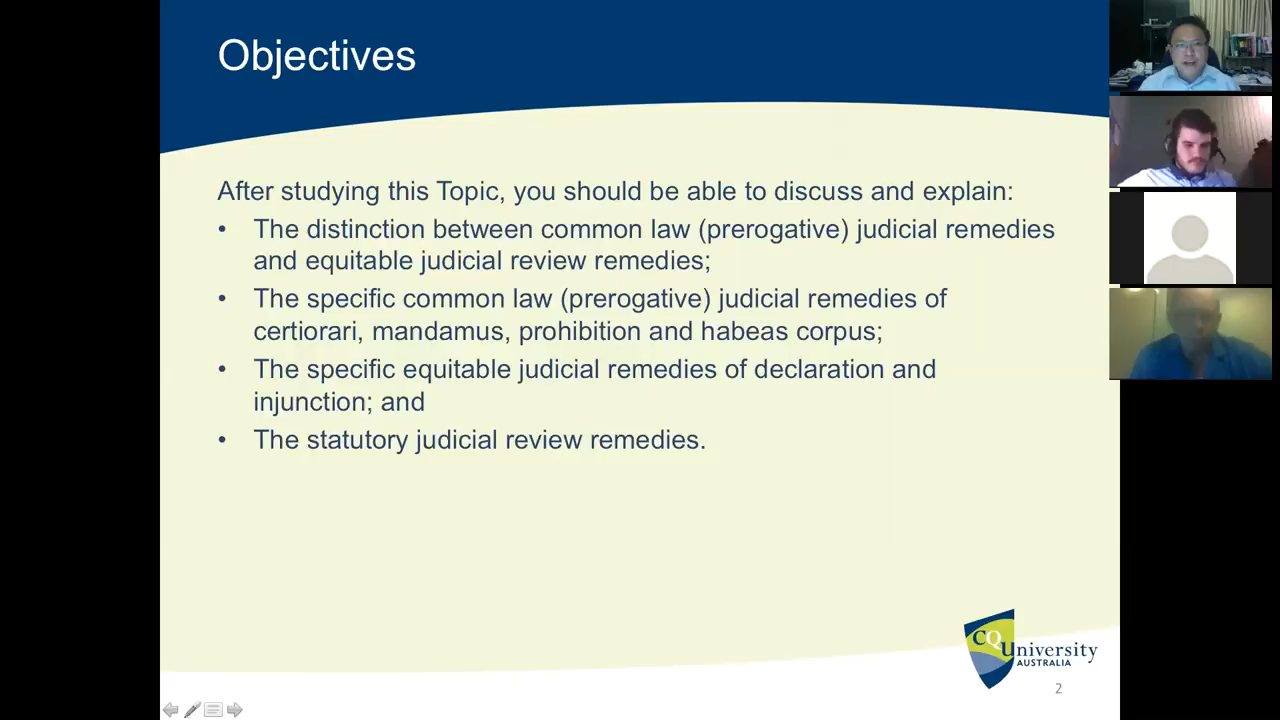 Objectives
After studying this Topic, you should be able to discuss and explain:
• The distinction between common law (prerogative) judicial remedies
and equitable judicial review remedies;
• The specific common law (prerogative) judicial remedies of
certiorari, mandamus, prohibition and habeas corpus;
• The specific equitable judicial remedies of declaration and
injunction; and
• The statutory judicial review remedies.
CQUniversity
AUSTRALIA
2